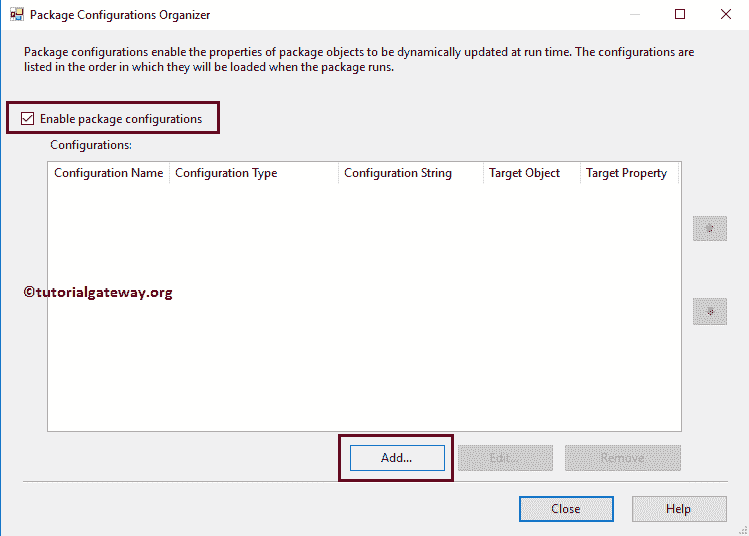 Package Configurations Organizer
Package configurations enable the properties of package objects to be dynamically updated at run time. The configurations are
listed in the order in which they will be loaded when the package runs.
Enable package configurations
Configurations:
Configuration Name Configuration Type Configuration String Target Object Target Property
©tutorialgateway.org
Add... Edit... Remove
Close Help